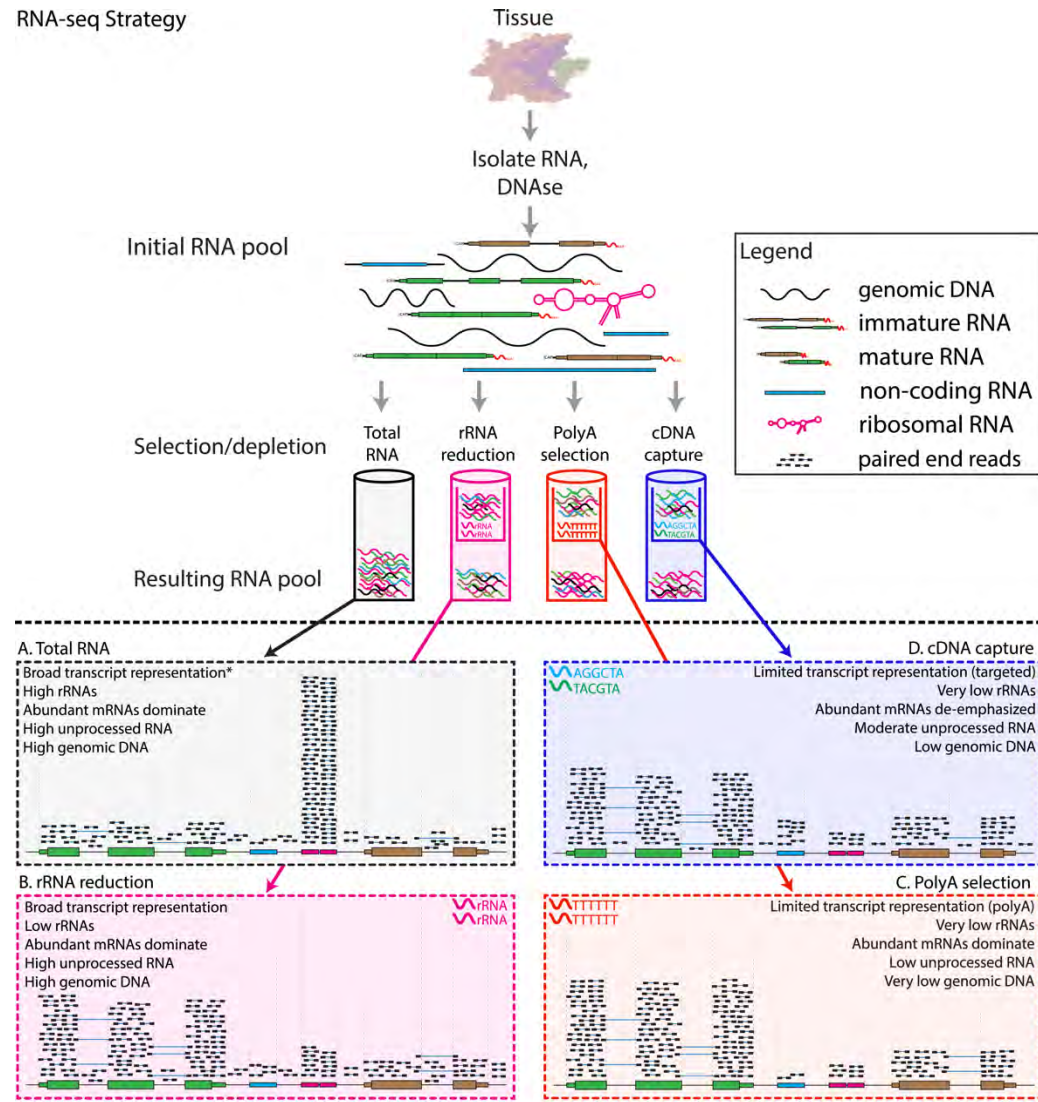 RNA-seq Strategy
Tissue
Isolate RNA,
DNAse
Initial RNA pool
Legend
genomic DNA
immature RNA
mature RNA
non-coding RNA
ribosomal RNA
paired end reads
Selection/depletion
Total
RNA
rRNA
reduction
PolyA
selection
cDNA
capture
rRNA
rRNA
TTTTTT
TTTTTT
AGGCTA
TACGTA
Resulting RNA pool
A. Total RNA
Broad transcript representation*
High rRNAs
Abundant mRNAs dominate
High unprocessed RNA
High genomic DNA
D. cDNA capture
AGGCTA
TACGTA
Limited transcript representation (targeted)
Very low rRNAs
Abundant mRNAs de-emphasized
Moderate unprocessed RNA
Low genomic DNA
B. rRNA reduction
Broad transcript representation
Low rRNAs
Abundant mRNAs dominate
High unprocessed RNA
High genomic DNA
rRNA
rRNA
C. PolyA selection
TTTTTT
TTTTTT
Limited transcript representation (polyA)
Very low rRNAs
Abundant mRNAs dominate
Low unprocessed RNA
Very low genomic DNA